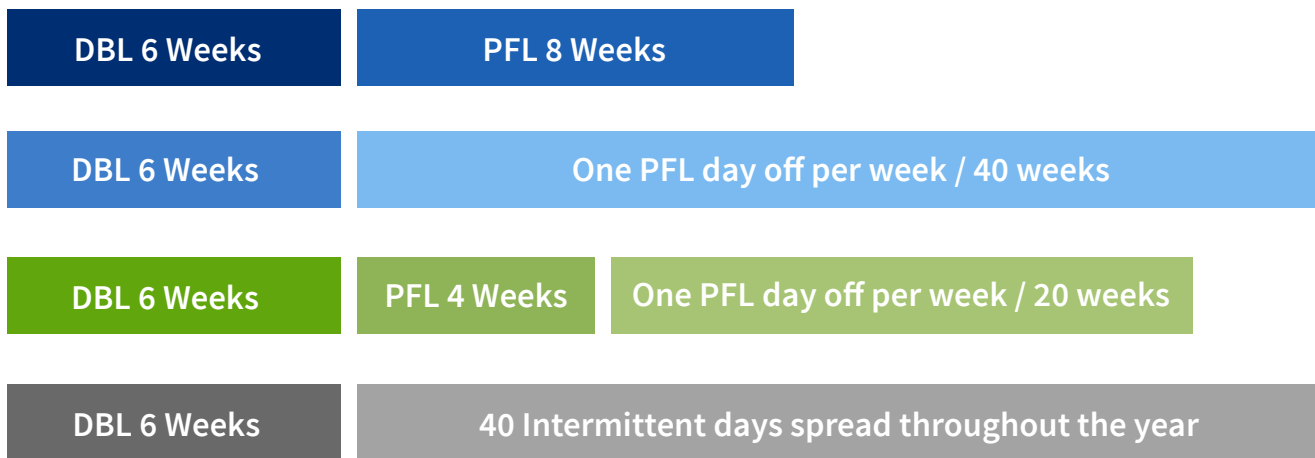 DBL 6 Weeks PFL 8 Weeks
DBL 6 Weeks One PFL day off per week / 40 weeks
DBL 6 Weeks PFL 4 Weeks One PFL day off per week / 20 weeks
DBL 6 Weeks 40 Intermittent days spread throughout the year